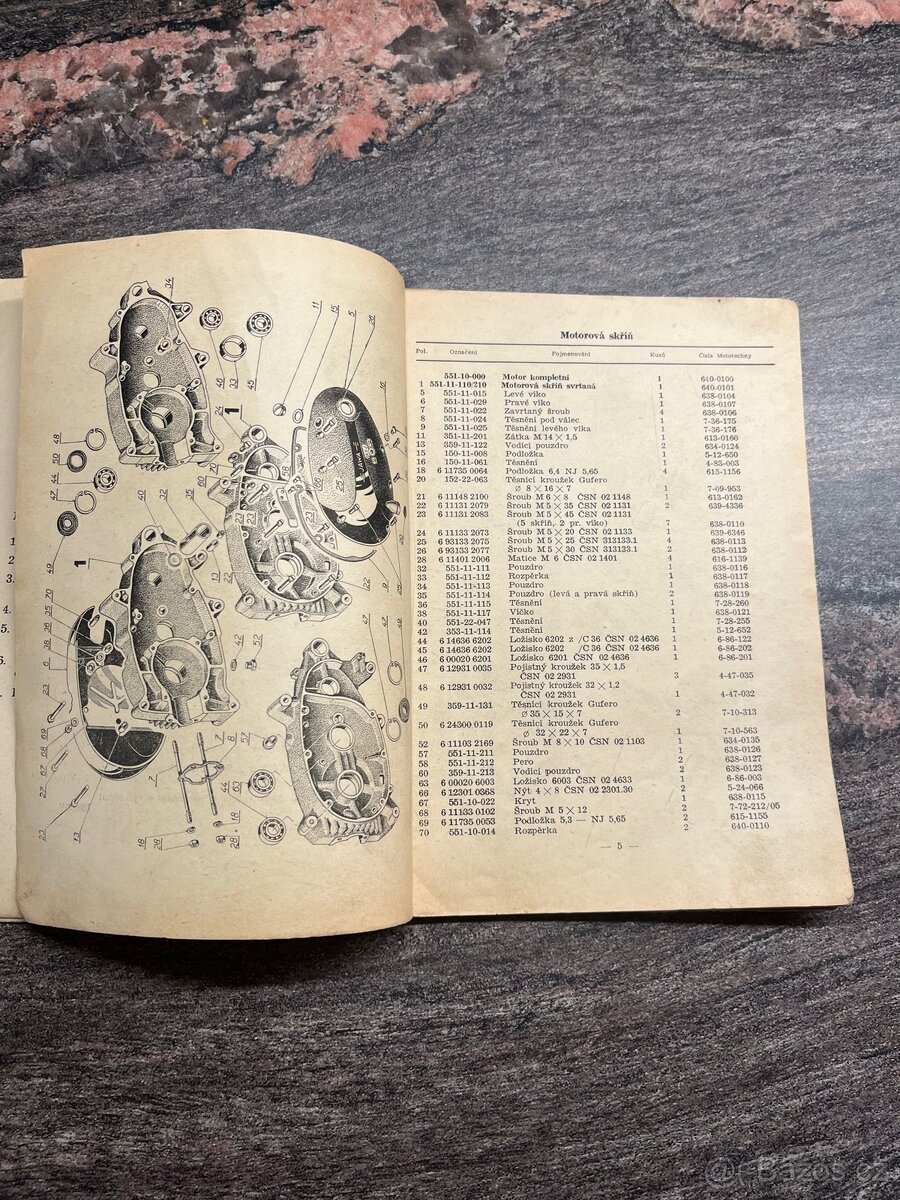 Motorová skříň
Pol. Označení Pojmenování Kusů Čísla Mototechny
551-10-000 Motor kompletní 1 640-0100
1 551-11-110/210 Motorová skříň svrtaná 1 640-0101
5 551-11-015 Levé víko 1 638-0104
6 551-11-029 Pravé víko 1 638-0107
7 551-11-022 Zavrtaný šroub 4 638-0106
8 551-11-024 Těsnění pod válec 1 7-36-175
9 551-11-025 Těsnění levého víka 1 7-36-176
11 351-11-201 Zátka M 14 × 1,5 1 613-0160
13 359-11-122 Vodicí pouzdro 2 634-0124
15 150-11-008 Podložka 1 5-12-650
16 150-11-061 Těsnění 1 4-83-003
18 6 11735 0064 Podložka 6,4 NJ 5,65 4 615-1156
20 152-22-063 Těsnicí kroužek Gufero
⌀ 8 × 16 × 7 1 7-09-953
21 6 11148 2100 Šroub M 6 × 8 ČSN 02 1148 1 613-0162
22 6 11131 2079 Šroub M 5 × 35 ČSN 02 1131 2 639-4336
23 6 11131 2083 Šroub M 5 × 45 ČSN 02 1131
(5 skříň, 2 pr. víko) 7 638-0110
24 6 11133 2073 Šroub M 5 × 20 ČSN 02 1133 1 639-6346
25 6 93133 2075 Šroub M 5 × 25 ČSN 313133.1 4 638-0113
26 6 93133 2077 Šroub M 5 × 30 ČSN 313133.1 2 638-0112
28 6 11401 2006 Matice M 6 ČSN 02 1401 4 616-1139
32 551-11-111 Pouzdro 1 638-0116
33 551-11-112 Rozpěrka 1 638-0117
34 551-11-113 Pouzdro 1 638-0118
35 551-11-114 Pouzdro (levá a pravá skříň) 2 638-0119
36 551-11-115 Těsnění 1 7-28-260
38 551-11-117 Víčko 1 638-0121
40 551-22-047 Těsnění 1 7-28-255
42 353-11-114 Těsnění 1 5-12-652
44 6 14636 6202 Ložisko 6202 z /C 36 ČSN 02 4636 1 6-86-122
45 6 14636 6202 Ložisko 6202 /C 36 ČSN 02 4636 1 6-86-202
46 6 00020 6201 Ložisko 6201 ČSN 02 4636 1 6-86-201
47 6 12931 0035 Pojistný kroužek 35 × 1,5
ČSN 02 2931 3 4-47-035
48 6 12931 0032 Pojistný kroužek 32 × 1,2
ČSN 02 2931 1 4-47-032
49 359-11-131 Těsnicí kroužek Gufero
⌀ 35 × 15 × 7 2 7-10-313
50 6 24300 0119 Těsnicí kroužek Gufero
⌀ 32 × 22 × 7 1 7-10-563
52 6 11103 2169 Šroub M 8 × 10 ČSN 02 1103 1 634-0135
57 551-11-211 Pouzdro 1 638-0126
58 551-11-212 Pero 2 638-0127
60 359-11-213 Vodicí pouzdro 2 638-0123
63 6 00020 6003 Ložisko 6003 ČSN 02 4633 1 6-86-003
66 6 12301 0368 Nýt 4 × 8 ČSN 02 2301.30 2 5-24-066
67 551-10-022 Kryt 1 638-0115
68 6 11133 0102 Šroub M 5 × 12 2 7-72-212/05
69 6 11735 0053 Podložka 5,3 — NJ 5,65 2 615-1155
70 551-10-014 Rozpěrka 2 640-0110
— 5 —
Bazos.cz